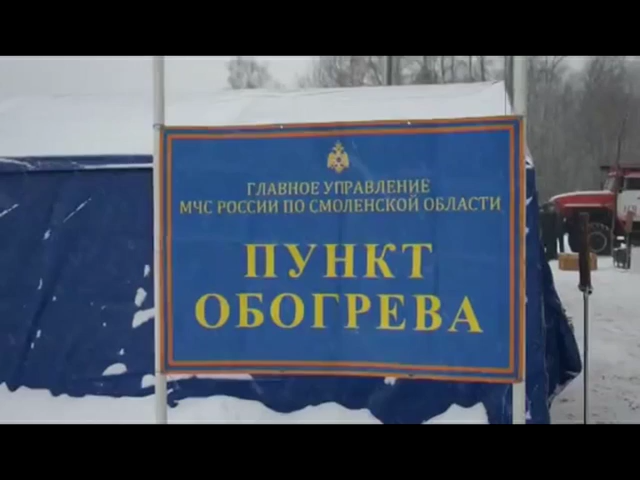 ГЛАВНОЕ УПРАВЛЕНИЕ
МЧС РОССИИ ПО СМОЛЕНСКОЙ ОБЛАСТИ
ПУНКТ
ОБОГРЕВА